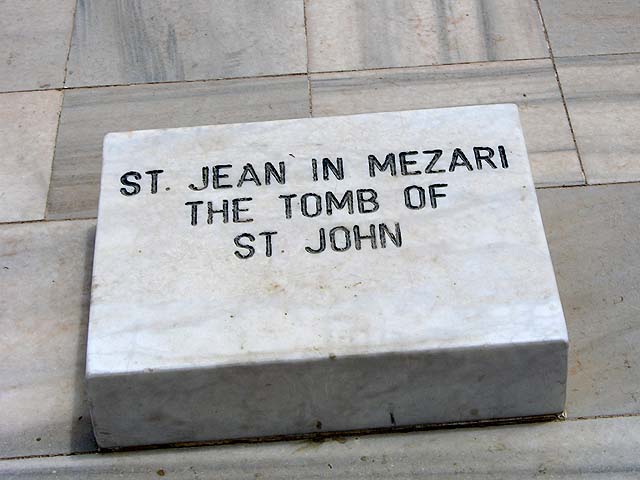 ST. JEAN' IN MEZARI
THE TOMB OF
ST. JOHN